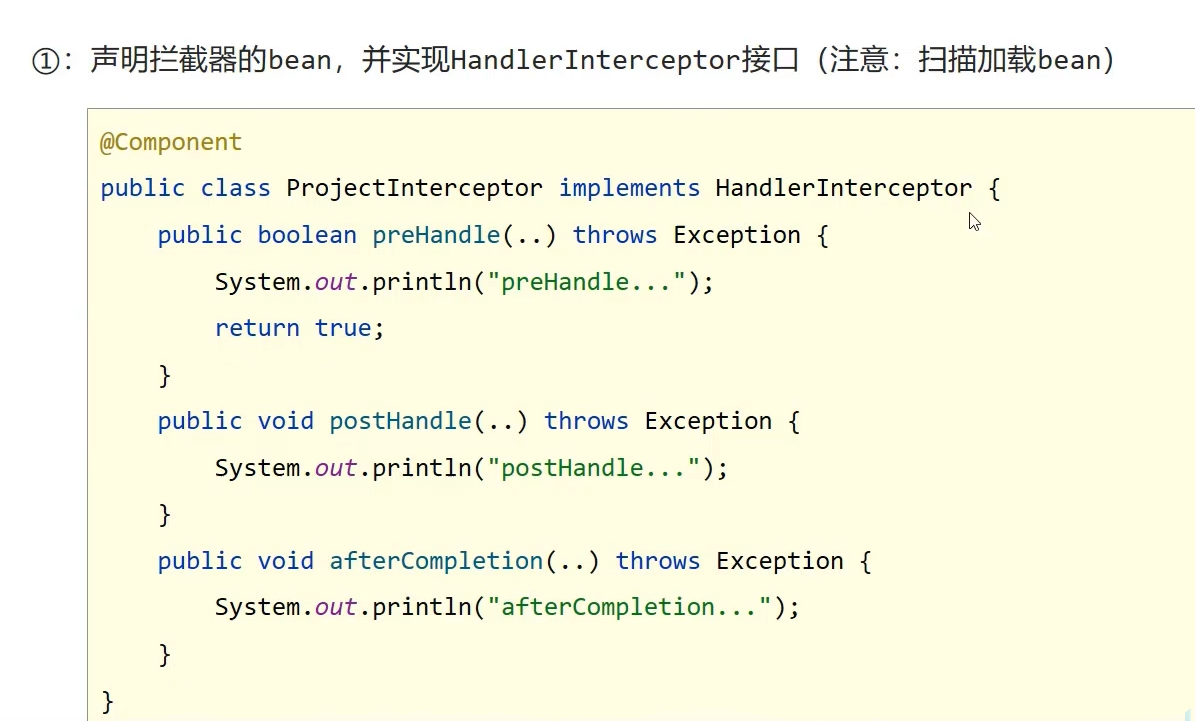 ①：声明拦截器的bean，并实现HandlerInterceptor接口（注意：扫描加载bean）
@Component
public class ProjectInterceptor implements HandlerInterceptor {
    public boolean preHandle(..) throws Exception {
        System.out.println("preHandle...");
        return true;
    }
    public void postHandle(..) throws Exception {
        System.out.println("postHandle...");
    }
    public void afterCompletion(..) throws Exception {
        System.out.println("afterCompletion...");
    }
}